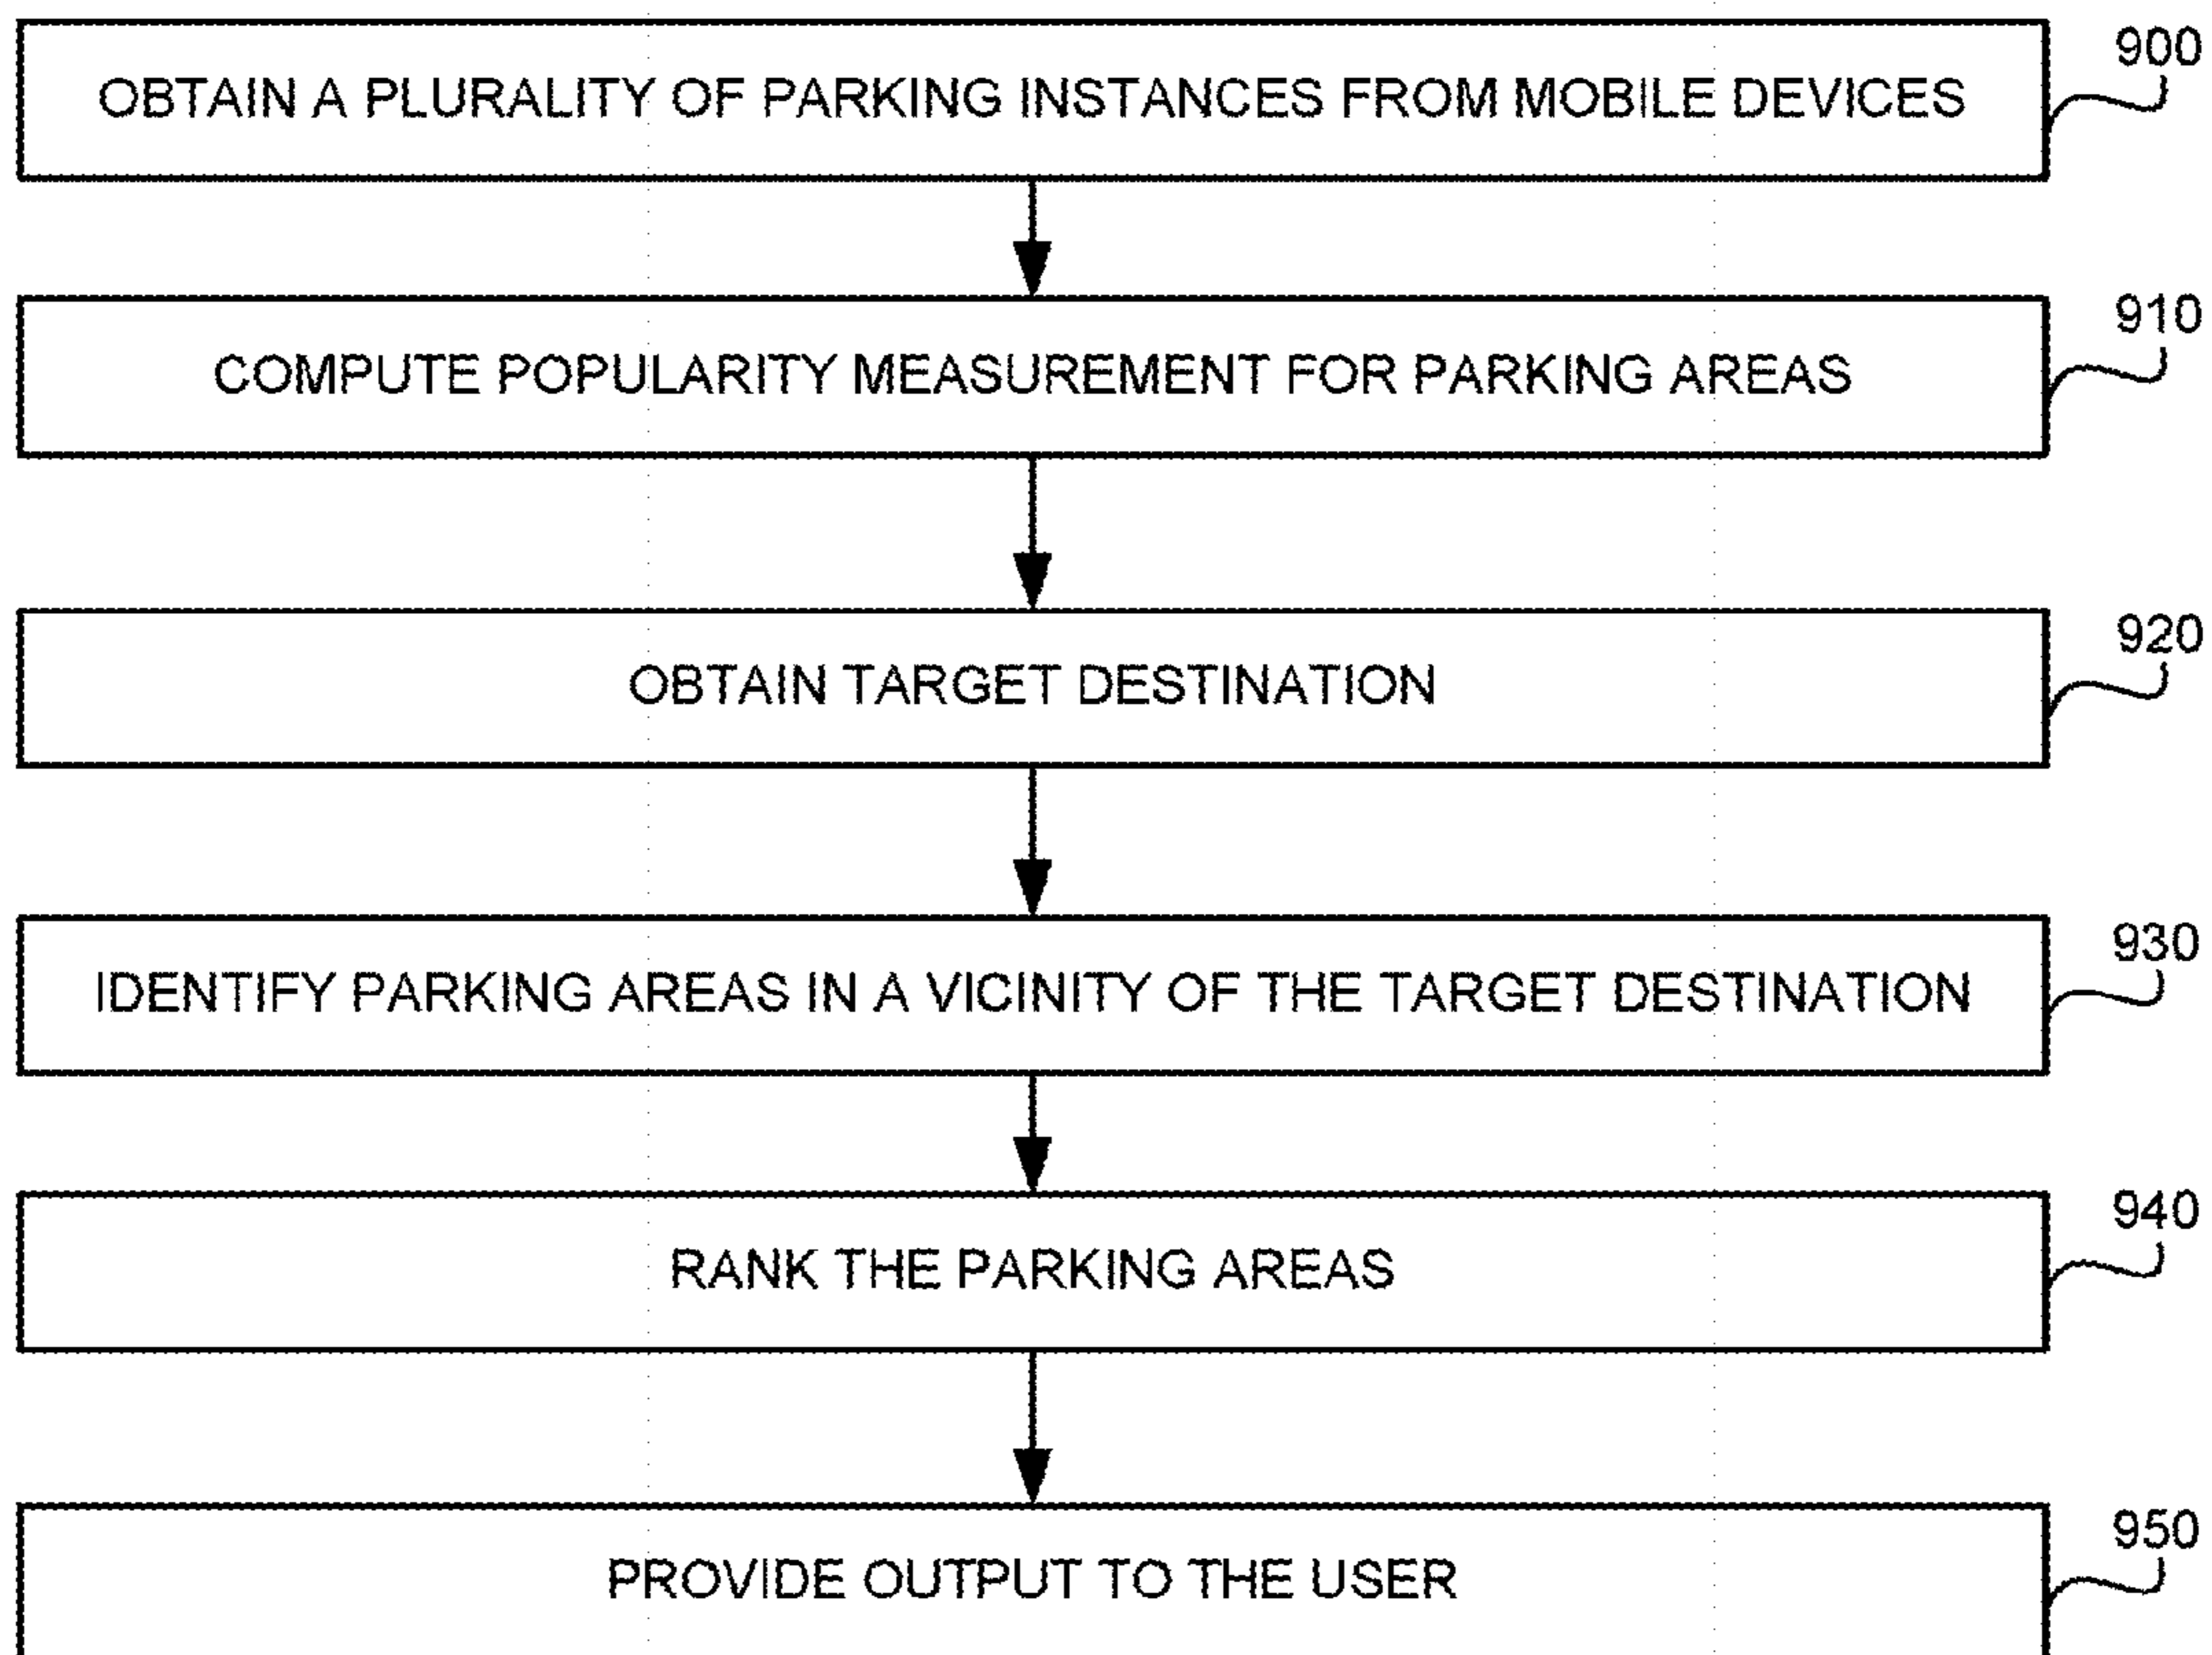 OBTAIN A PLURALITY OF PARKING INSTANCES FROM MOBILE DEVICES
900
COMPUTE POPULARITY MEASUREMENT FOR PARKING AREAS
910
OBTAIN TARGET DESTINATION
920
IDENTIFY PARKING AREAS IN A VICINITY OF THE TARGET DESTINATION
930
RANK THE PARKING AREAS
940
PROVIDE OUTPUT TO THE USER
950